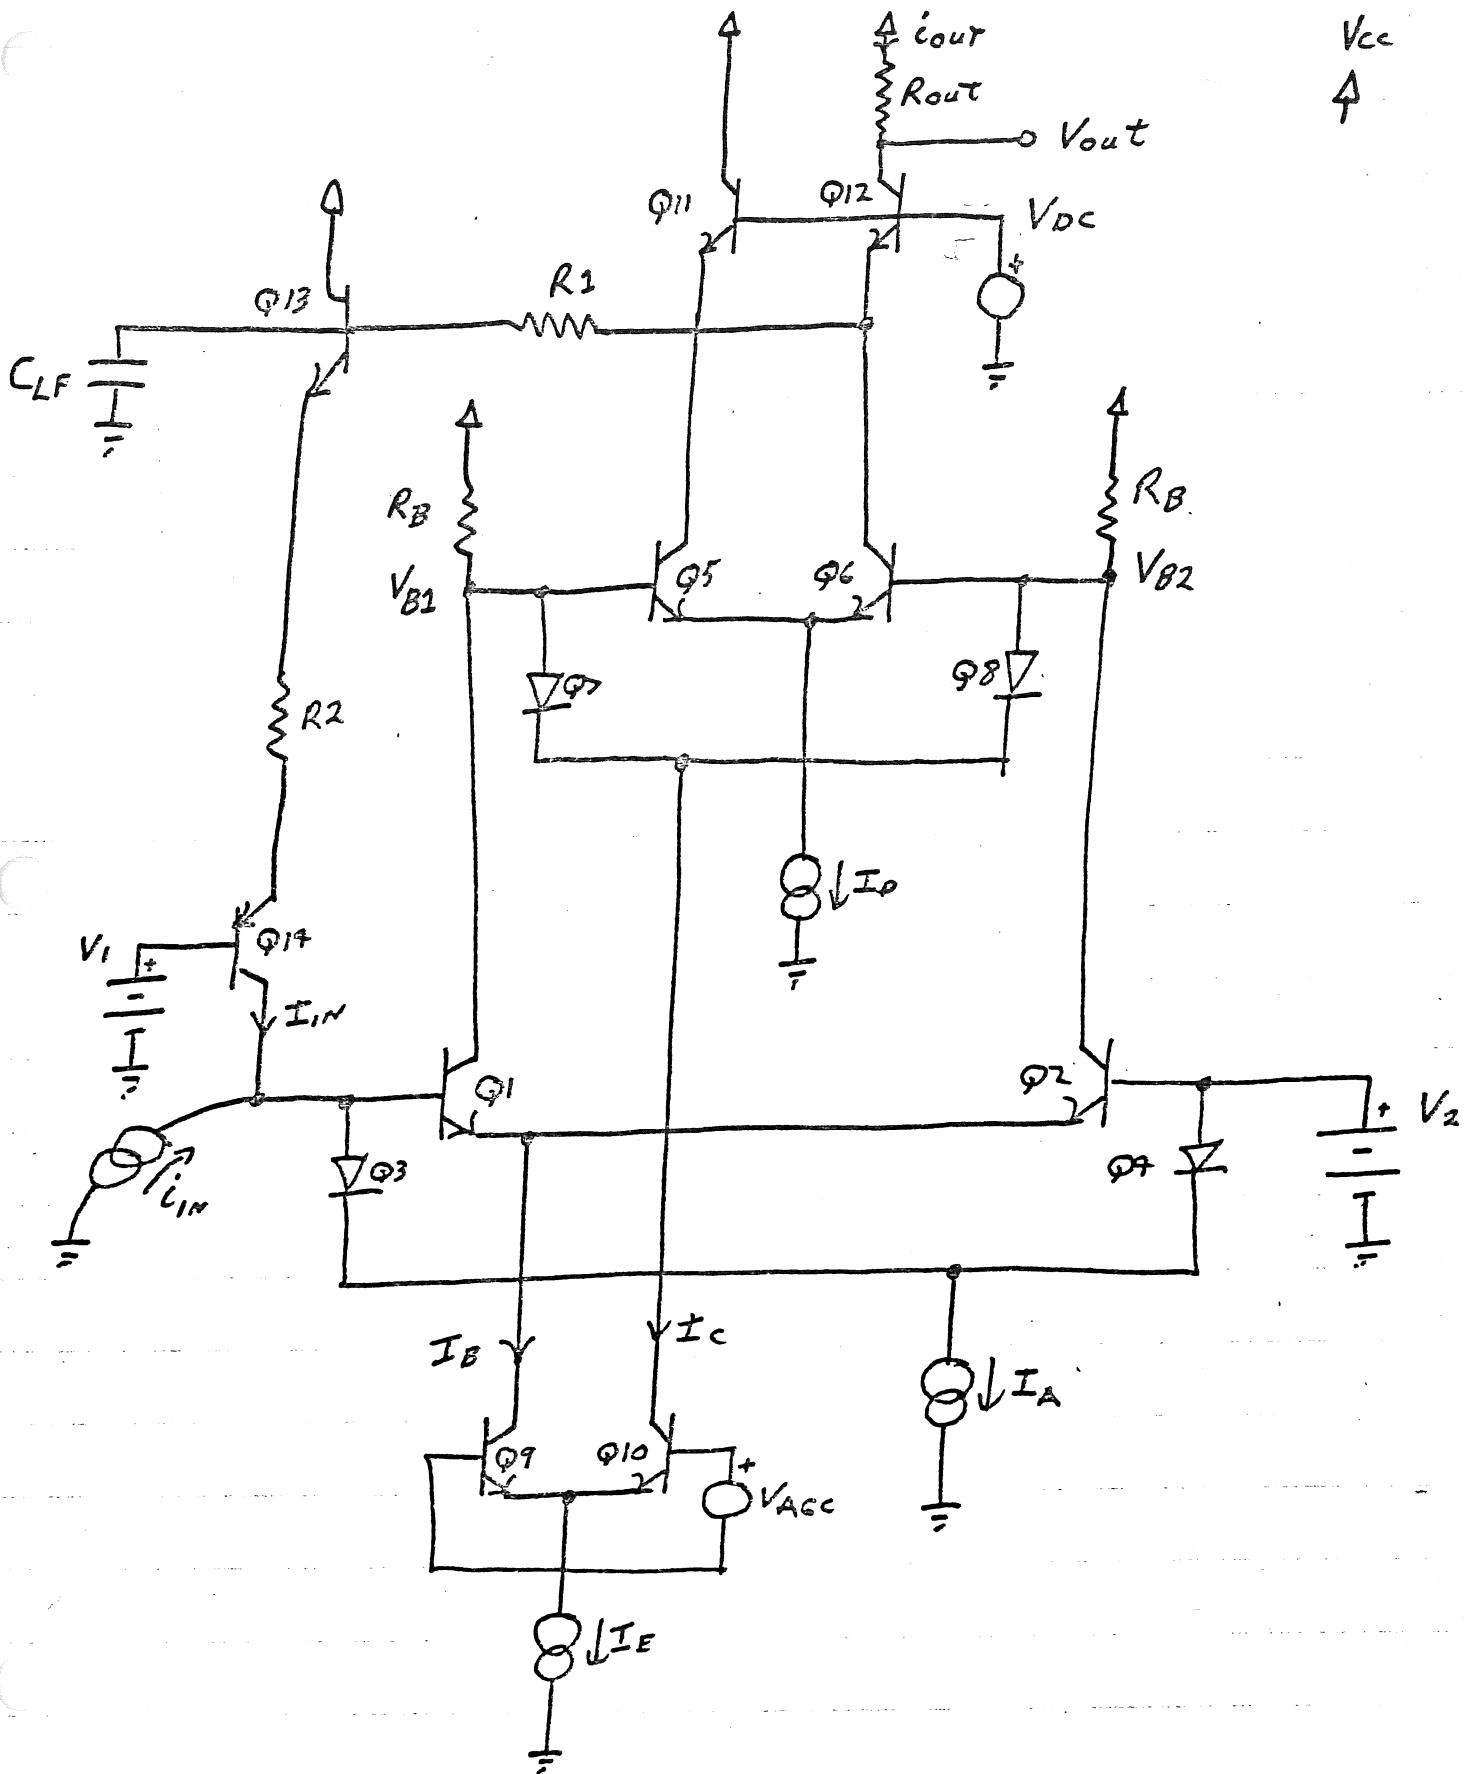 iout
Vcc
Rout
Vout
Q11
Q12
VDC
+
Q13
R1
CLF
RB
RB
VB1
Q5
Q6
VB2
Q7
Q8
R2
ID
V1
+
Q14
IIN
Q1
Q2
+
V2
Q3
iIN
Q4
IB
IC
IA
Q9
Q10
+
VAGC
IE